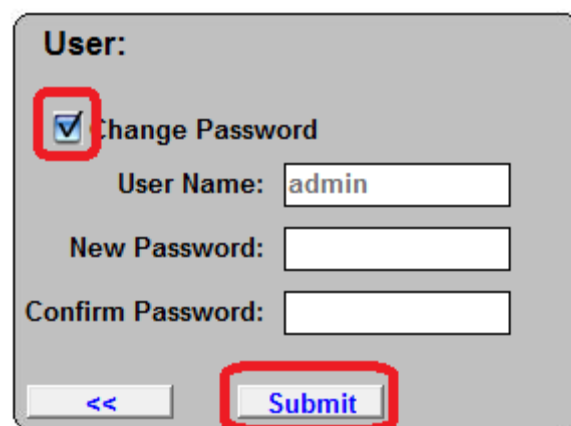 User:
Change Password
User Name: admin
New Password:
Confirm Password:
<< Submit